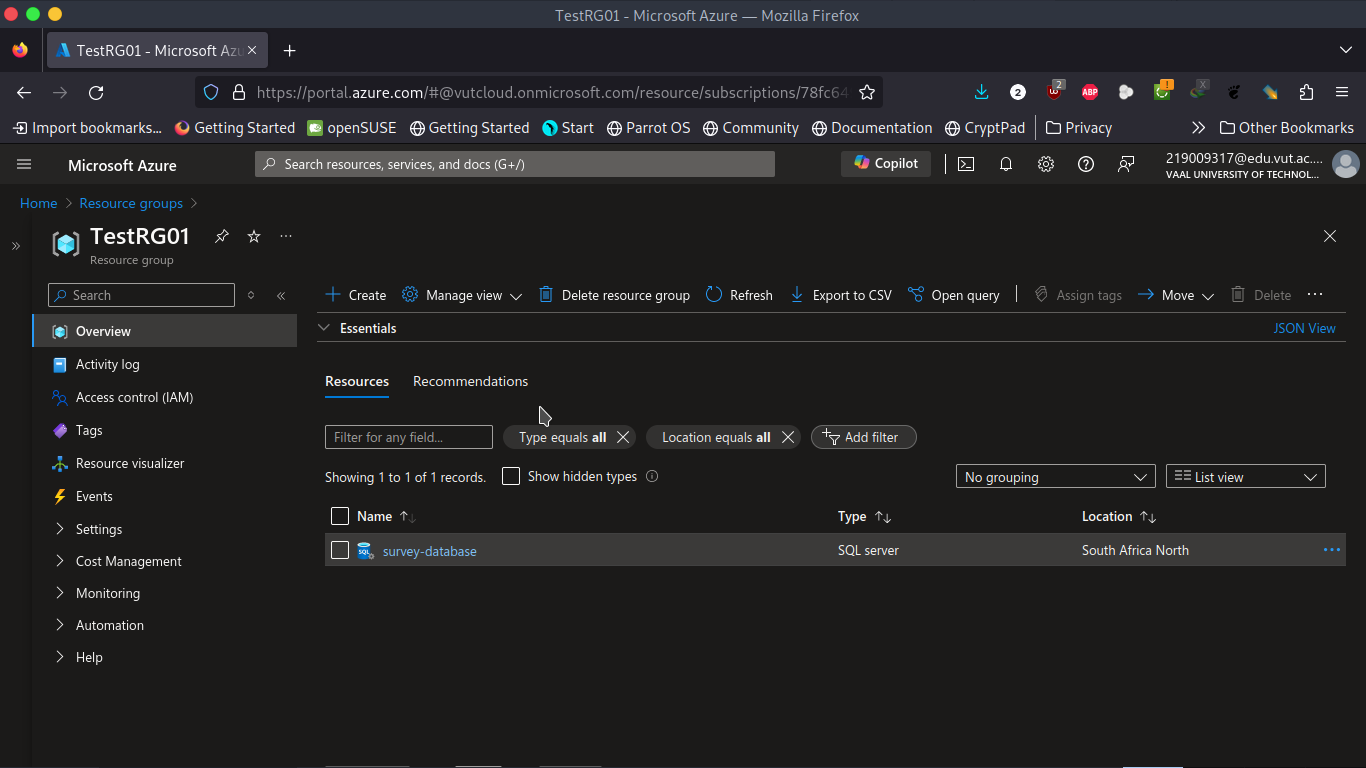 TestRG01 - Microsoft Azure — Mozilla Firefox
TestRG01 - Microsoft Azu
https://portal.azure.com/#@vutcloud.onmicrosoft.com/resource/subscriptions/78fc64
2
2
ABP
!
X
Import bookmarks...
Getting Started
openSUSE
Getting Started
Start
Parrot OS
Community
Documentation
CryptPad
Privacy
Other Bookmarks
Microsoft Azure
Search resources, services, and docs (G+/)
Copilot
219009317@edu.vut.ac....
VAAL UNIVERSITY OF TECHNOL...
Home
Resource groups
TestRG01
Resource group
Search
Create
Manage view
Delete resource group
Refresh
Export to CSV
Open query
Assign tags
Move
Delete
Overview
Activity log
Access control (IAM)
Tags
Resource visualizer
Events
Settings
Cost Management
Monitoring
Automation
Help
Essentials
JSON View
Resources
Recommendations
Filter for any field...
Type equals all
Location equals all
Add filter
Showing 1 to 1 of 1 records.
Show hidden types
No grouping
List view
Name
Type
Location
SQL
survey-database
SQL server
South Africa North